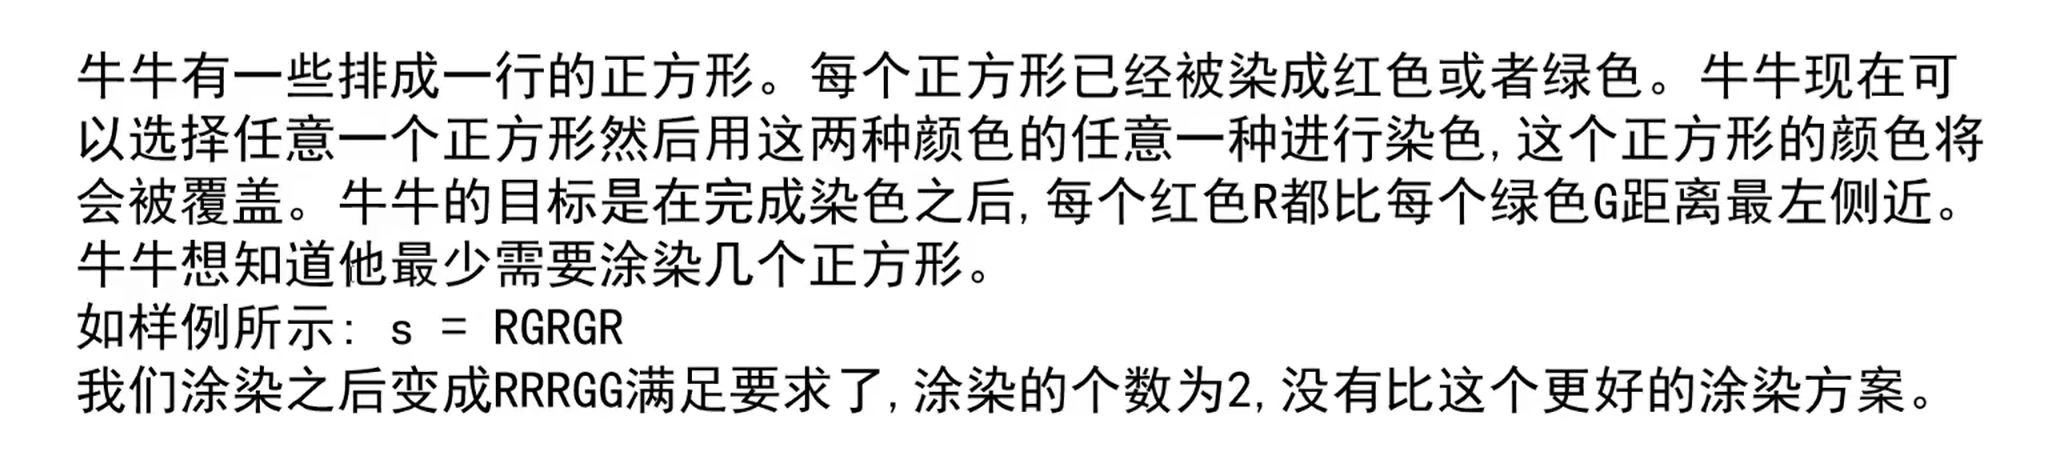 牛牛有一些排成一行的正方形。每个正方形已经被染成红色或者绿色。牛牛现在可
以选择任意一个正方形然后用这两种颜色的任意一种进行染色,这个正方形的颜色将
会被覆盖。牛牛的目标是在完成染色之后,每个红色R都比每个绿色G距离最左侧近。
牛牛想知道他最少需要涂染几个正方形。
如样例所示: s = RGRGR
我们涂染之后变成RRRGG满足要求了,涂染的个数为2,没有比这个更好的涂染方案。